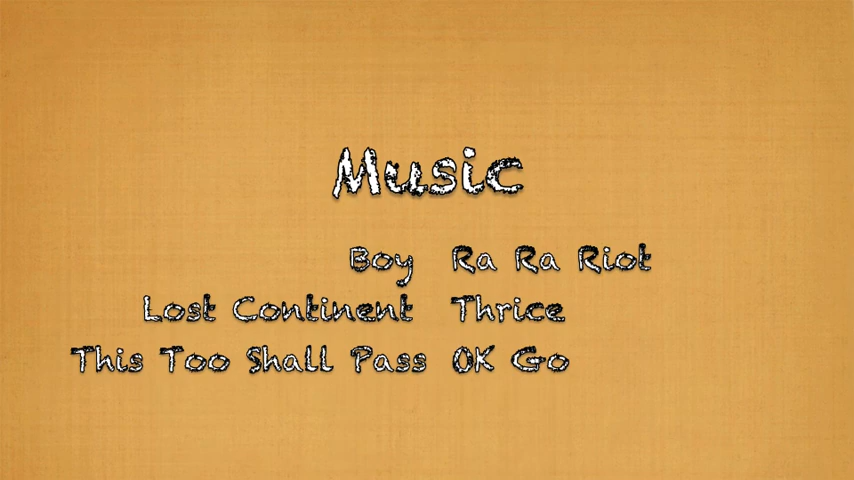 Music
Boy Ra Ra Riot
Lost Continent Thrice
This Too Shall Pass OK Go